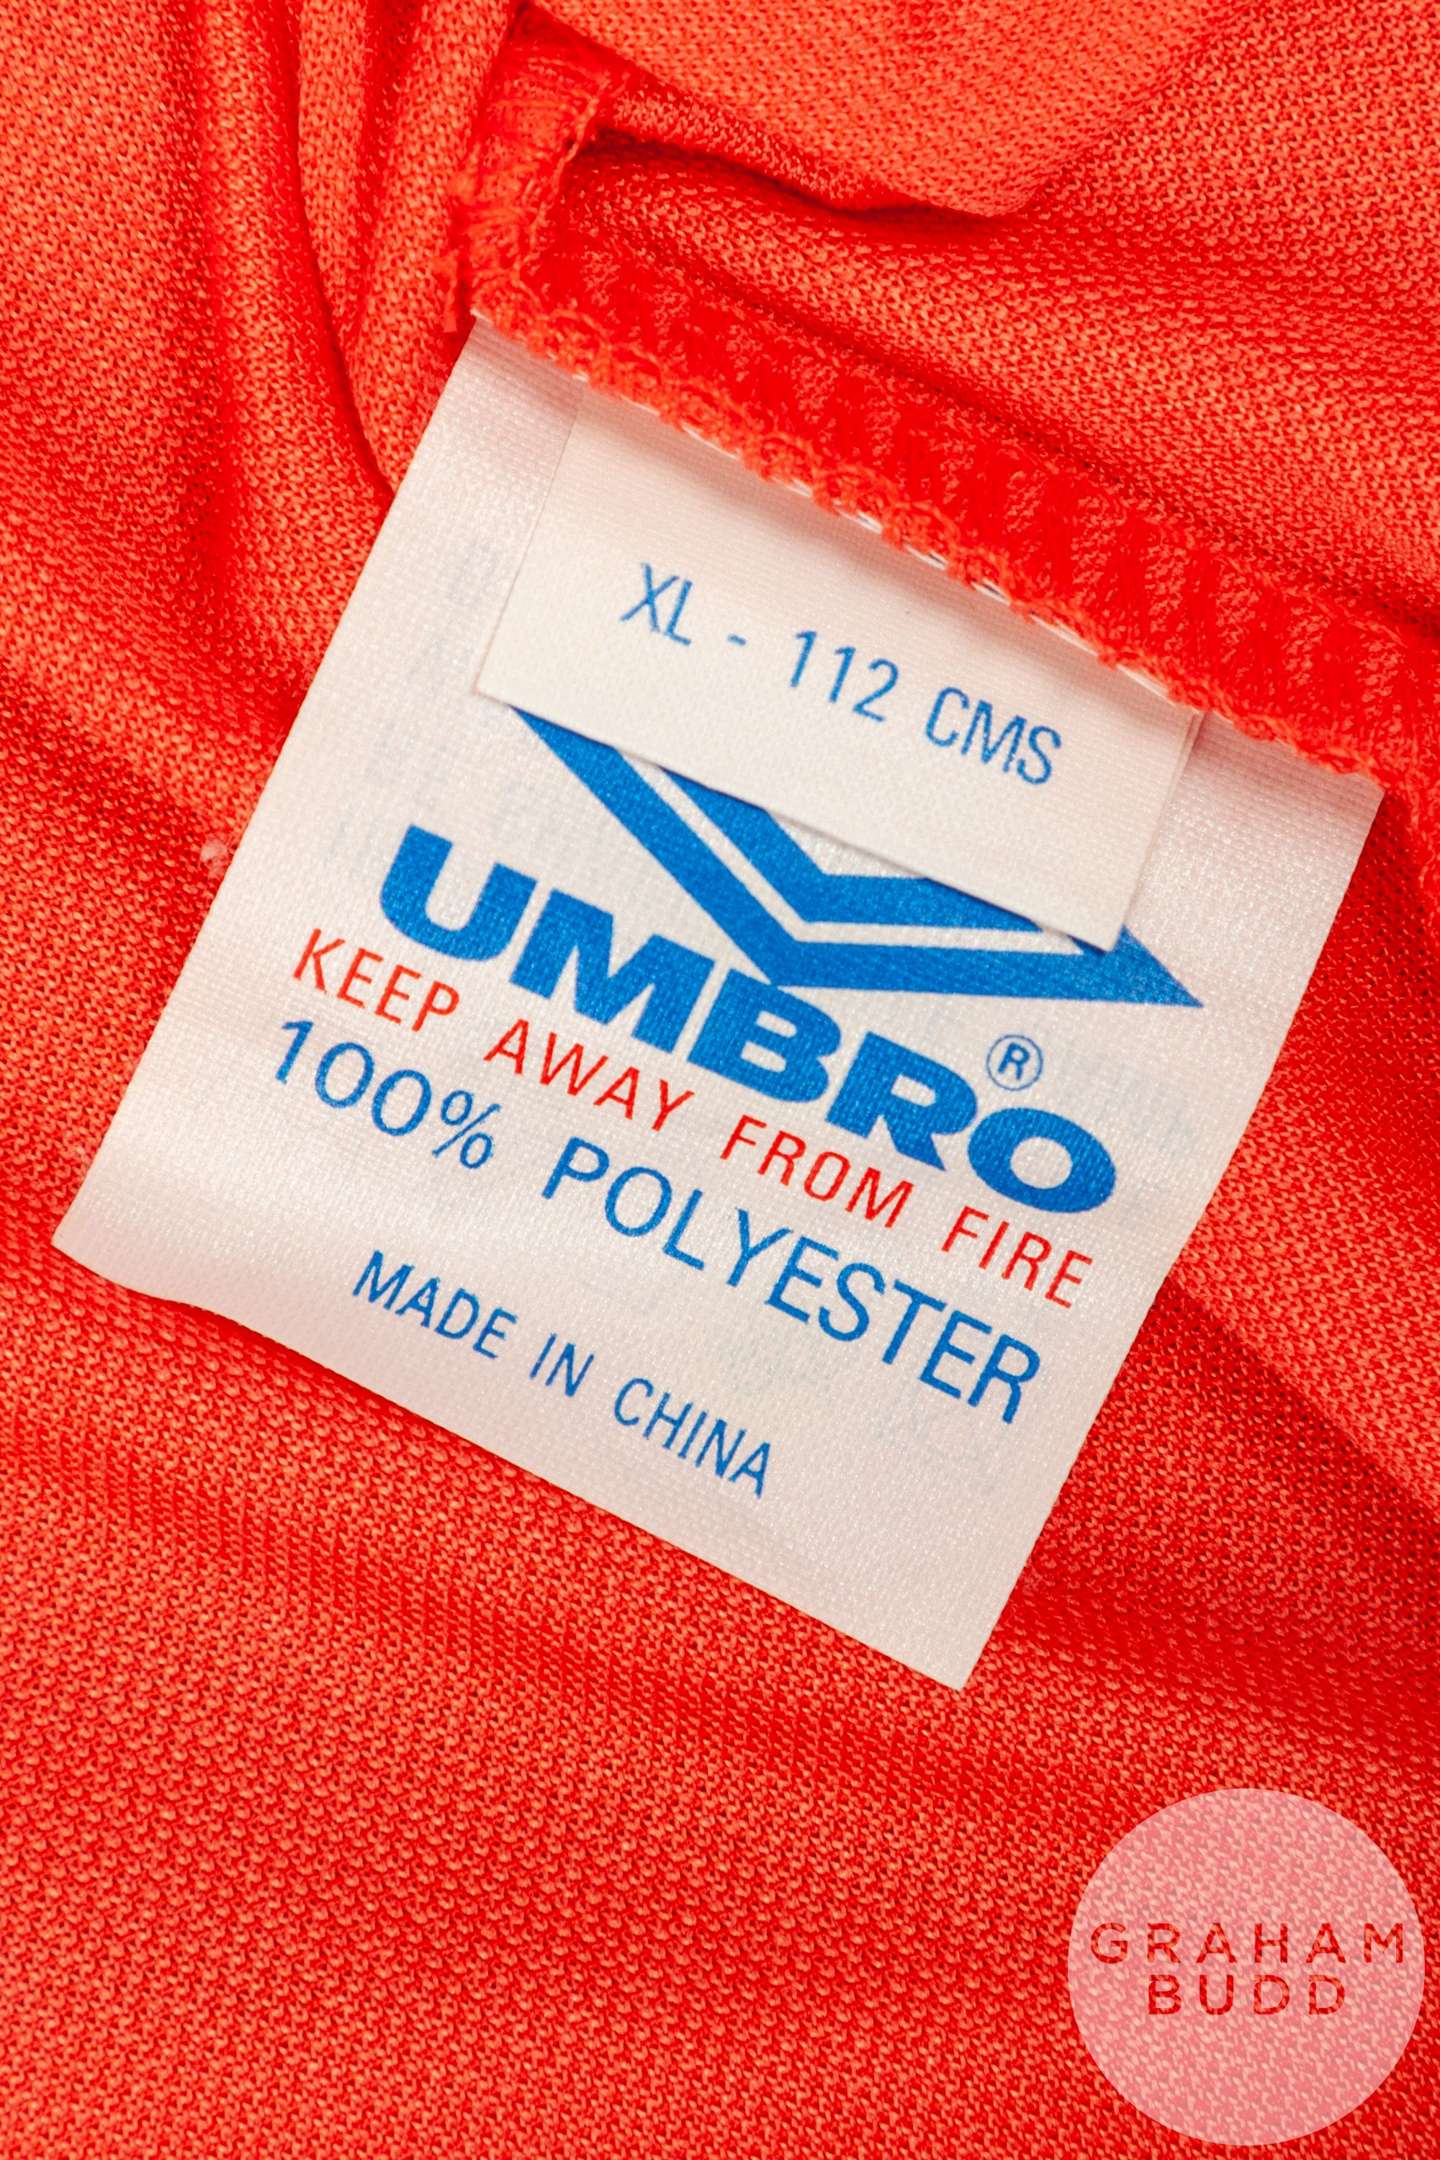 XL - 112 CMS
UMBRO®
KEEP AWAY FROM FIRE
100% POLYESTER
MADE IN CHINA
GRAHAM
BUDD